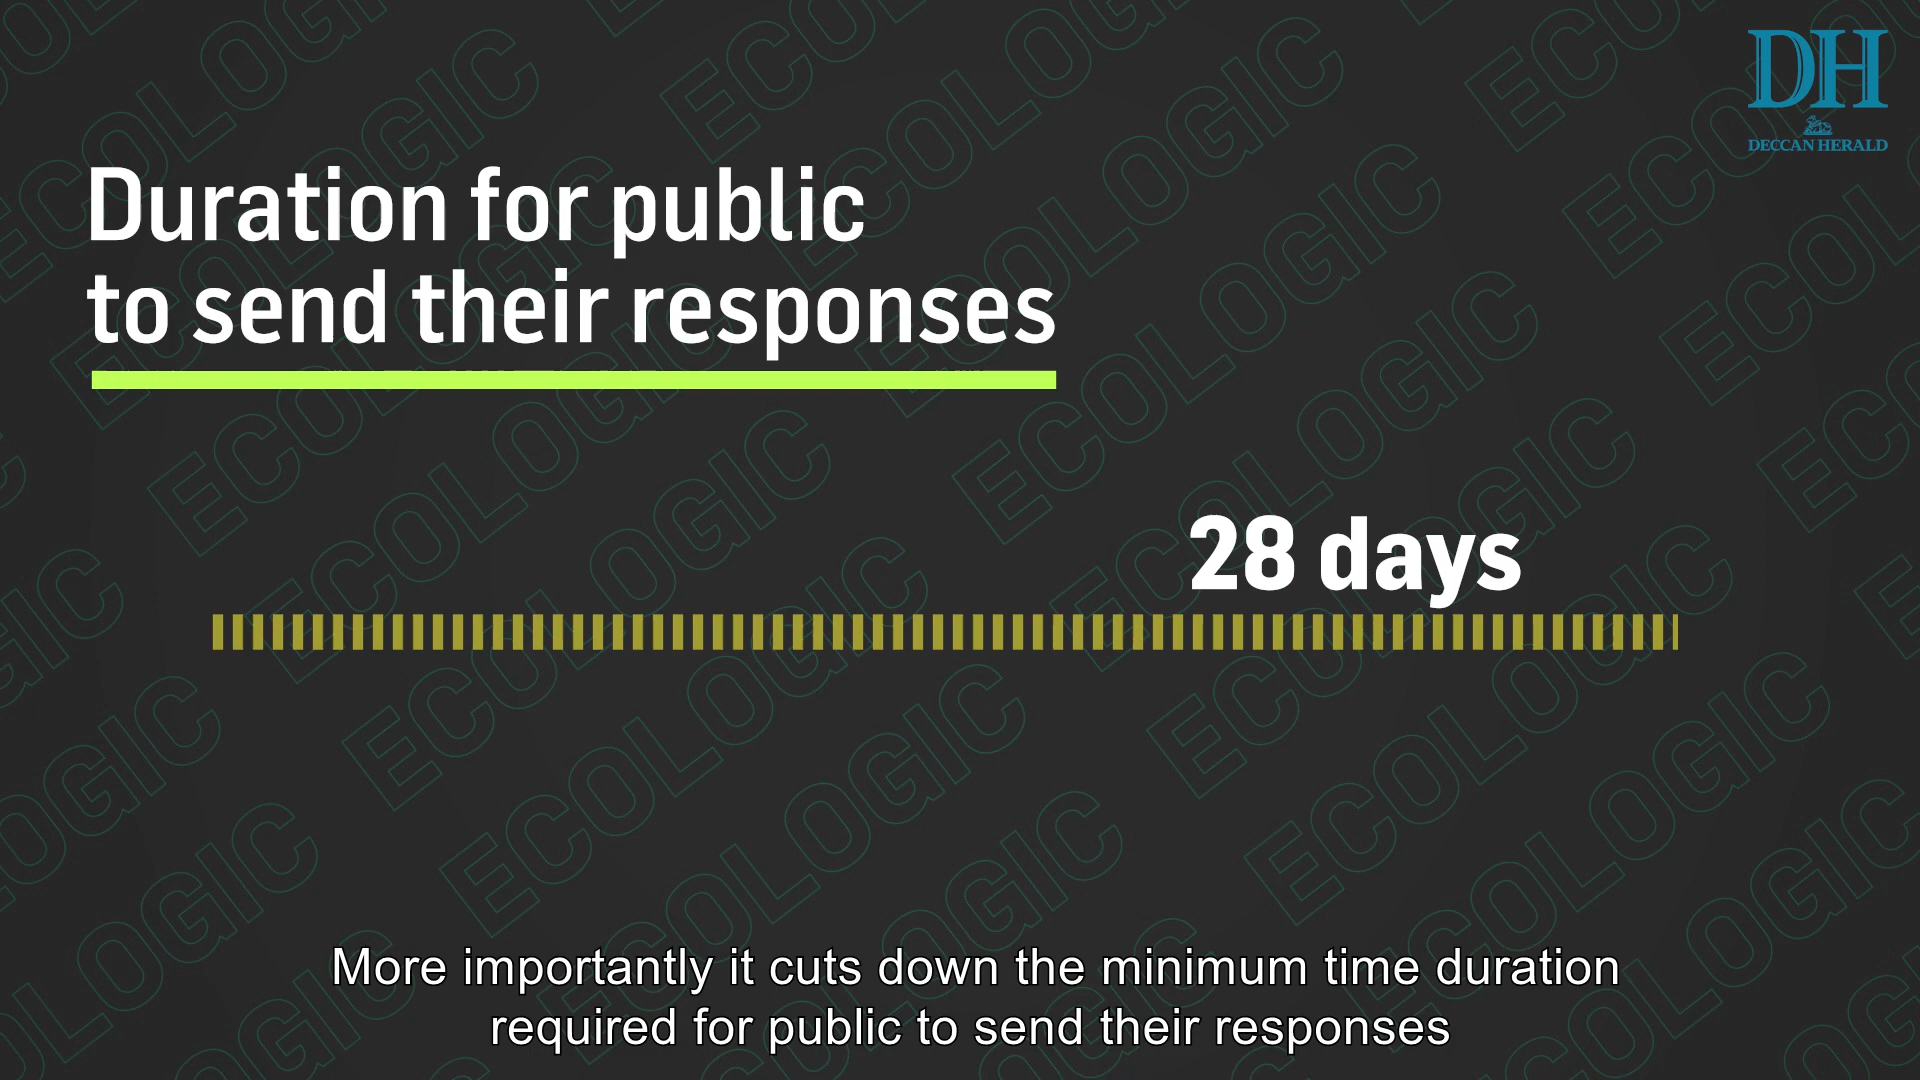 DH
DECCAN HERALD
Duration for public
to send their responses
28 days
More importantly it cuts down the minimum time duration
required for public to send their responses
ECOLOGIC